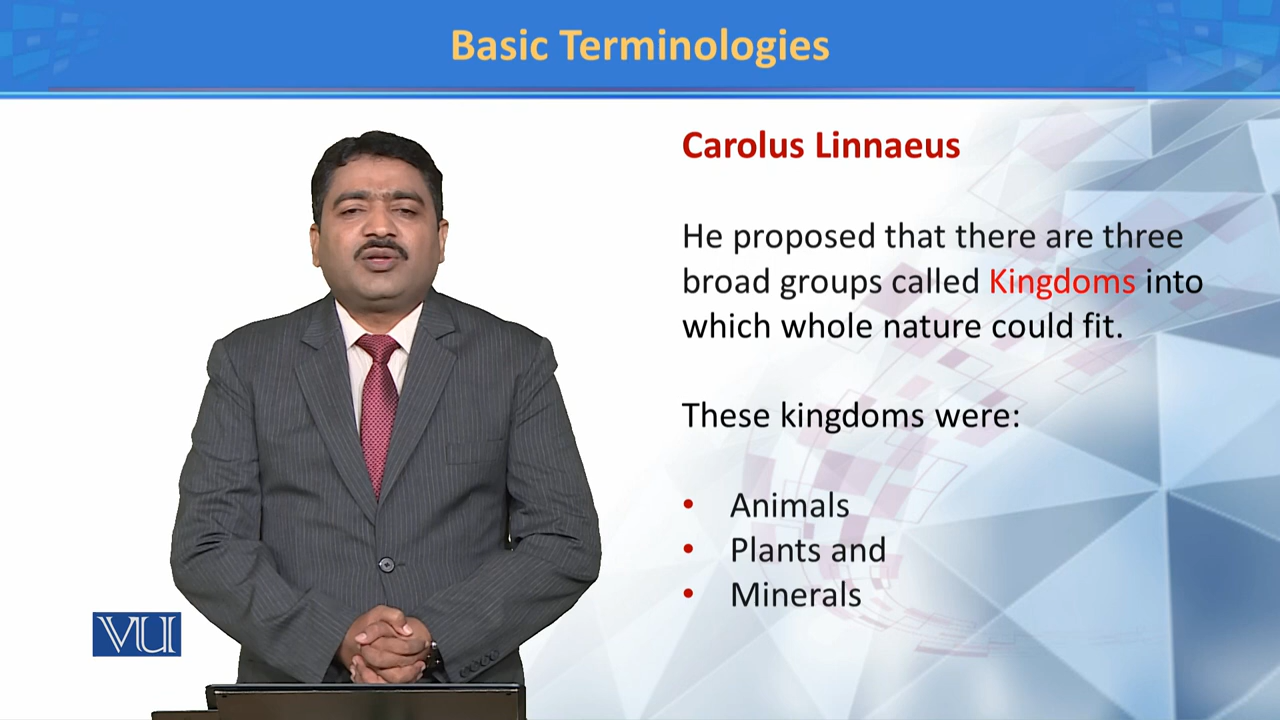 Basic Terminologies
Carolus Linnaeus
He proposed that there are three
broad groups called Kingdoms into
which whole nature could fit.
These kingdoms were:
• Animals
• Plants and
• Minerals
VU